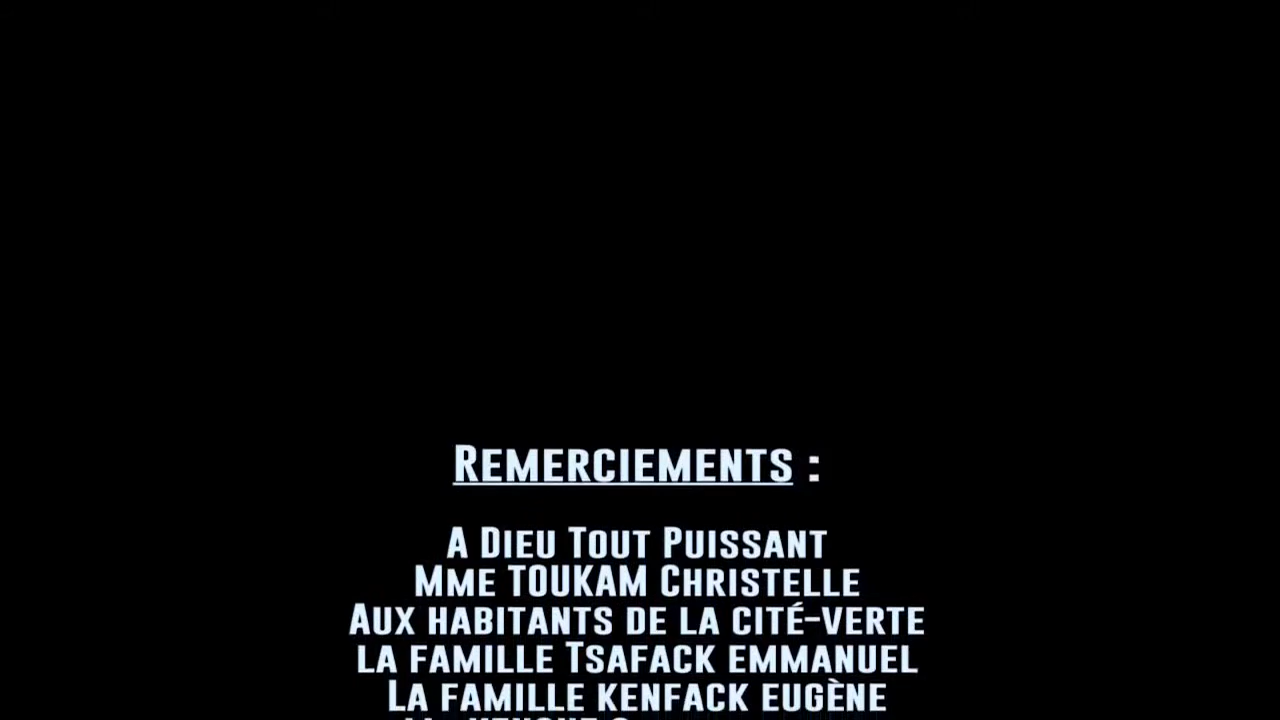 Remerciements :
A Dieu Tout Puissant
Mme TOUKAM Christelle
Aux habitants de la cité-verte
la famille Tsafack emmanuel
La famille kenfack eugène